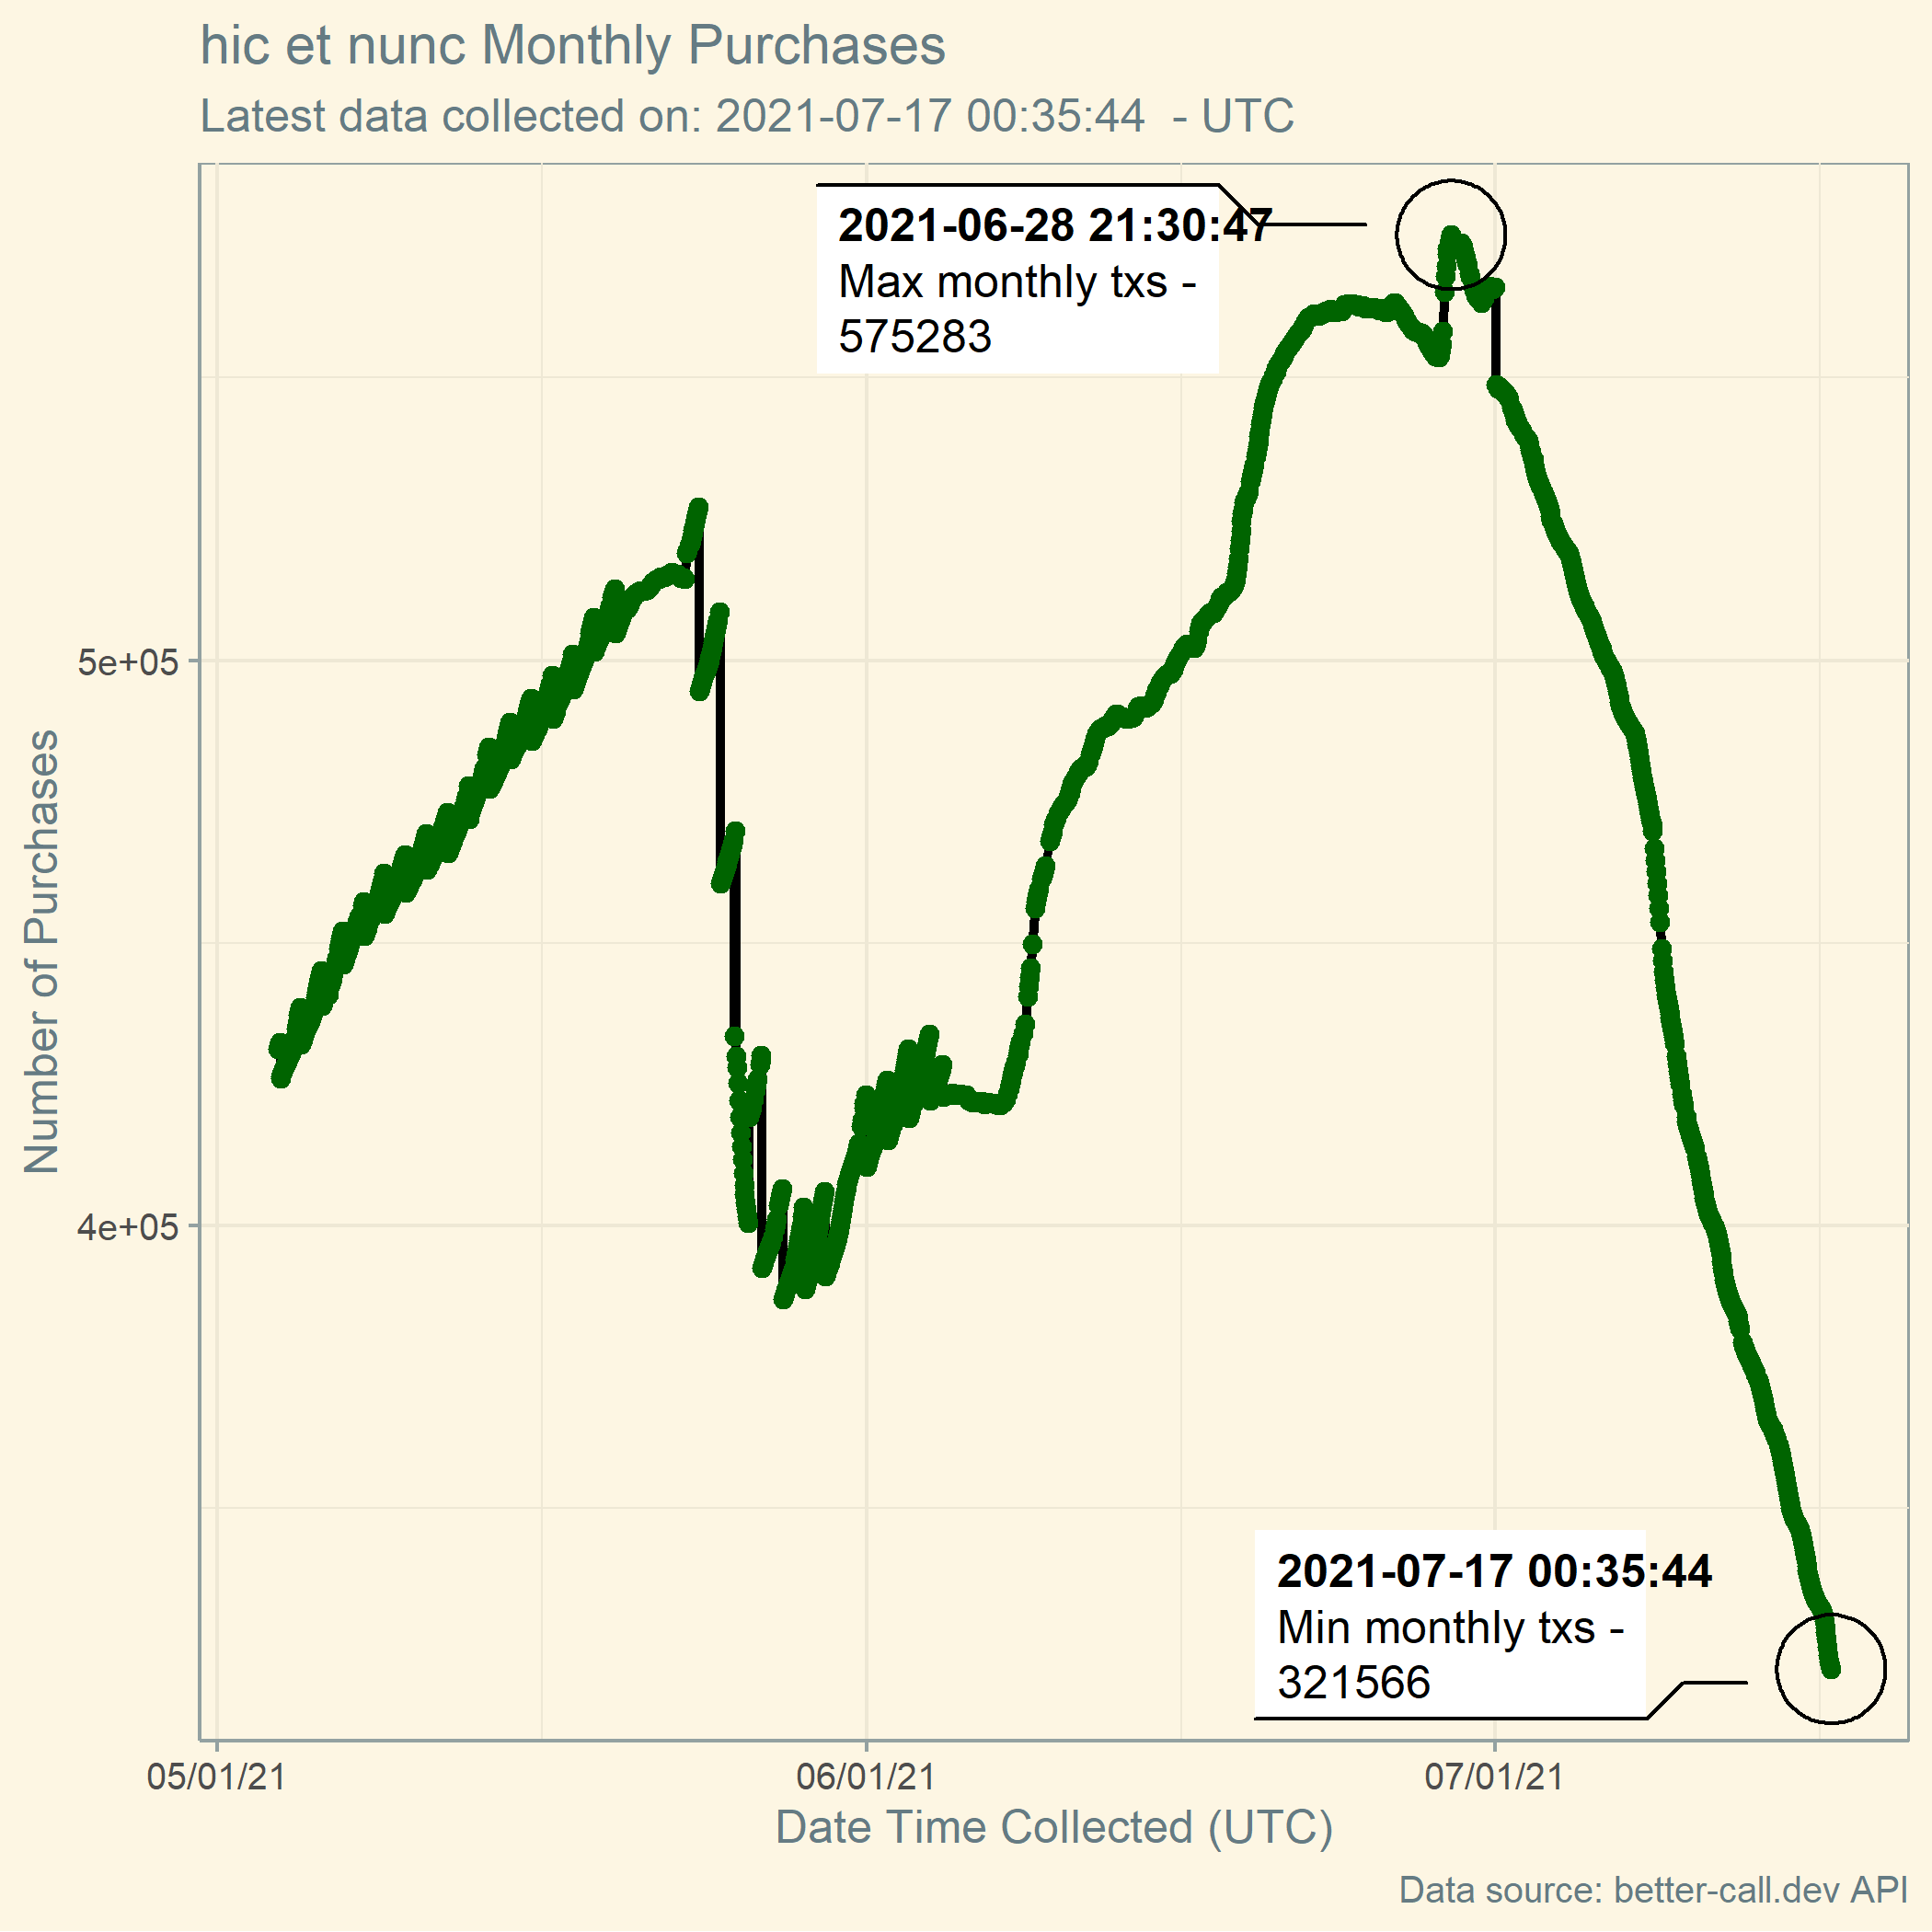 hic et nunc Monthly Purchases
Latest data collected on: 2021-07-17 00:35:44  - UTC
2021-06-28 21:30:47
Max monthly txs -
575283
5e+05
4e+05
Number of Purchases
2021-07-17 00:35:44
Min monthly txs -
321566
05/01/21
06/01/21
07/01/21
Date Time Collected (UTC)
Data source: better-call.dev API